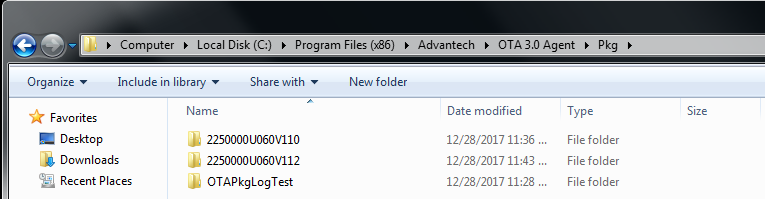 Computer Local Disk (C:) Program Files (x86) Advantech OTA 3.0 Agent Pkg
Organize Include in library Share with New folder
Favorites
Desktop
Downloads
Recent Places
Name Date modified Type Size
2250000U060V110 12/28/2017 11:36 ... File folder
2250000U060V112 12/28/2017 11:43 ... File folder
OTAPkgLogTest 12/28/2017 11:28 ... File folder